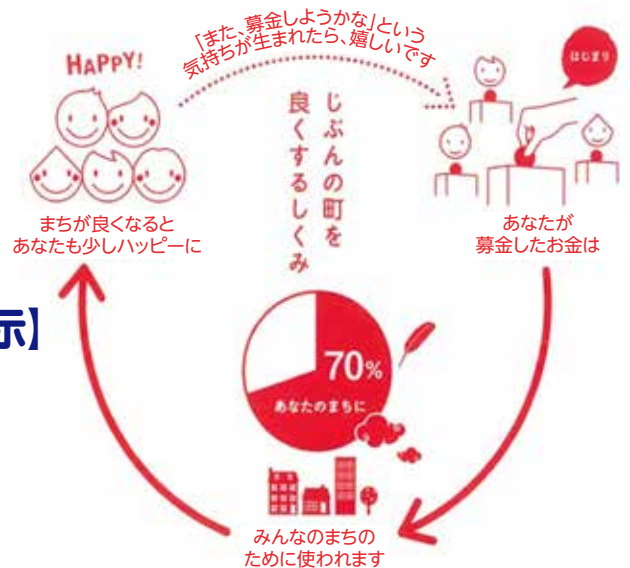 「また、募金しようかな」という
気持ちが生まれたら、嬉しいです
HAPPY!
はじまり
じぶんの町を
良くするしくみ
まちが良くなると
あなたも少しハッピーに
あなたが
募金したお金は
示】
70%
あなたのまちに
みんなのまちの
ために使われます